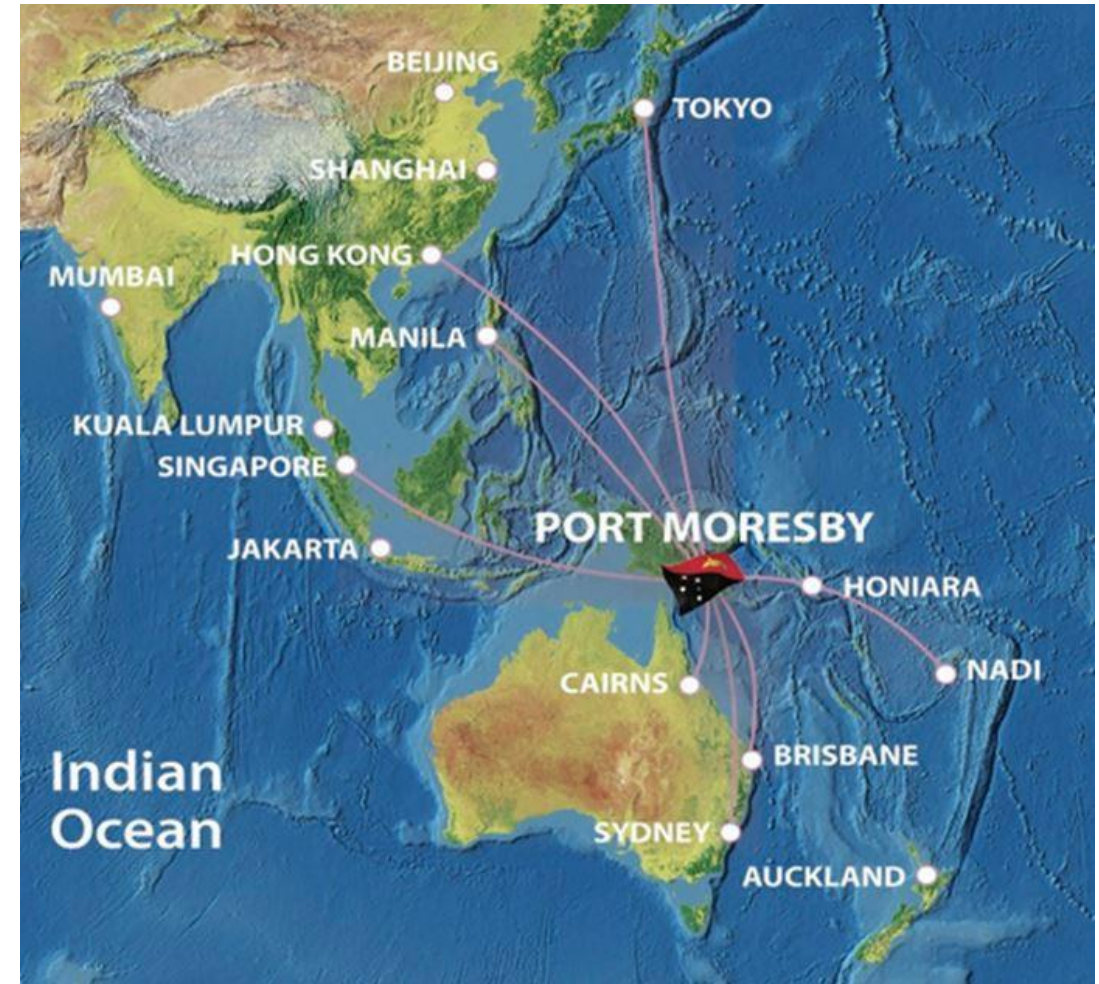 BEIJING
TOKYO
SHANGHAI
HONG KONG
MUMBAI
MANILA
KUALA LUMPUR
SINGAPORE
PORT MORESBY
JAKARTA
HONIARA
NADI
CAIRNS
BRISBANE
Indian
Ocean
SYDNEY
AUCKLAND